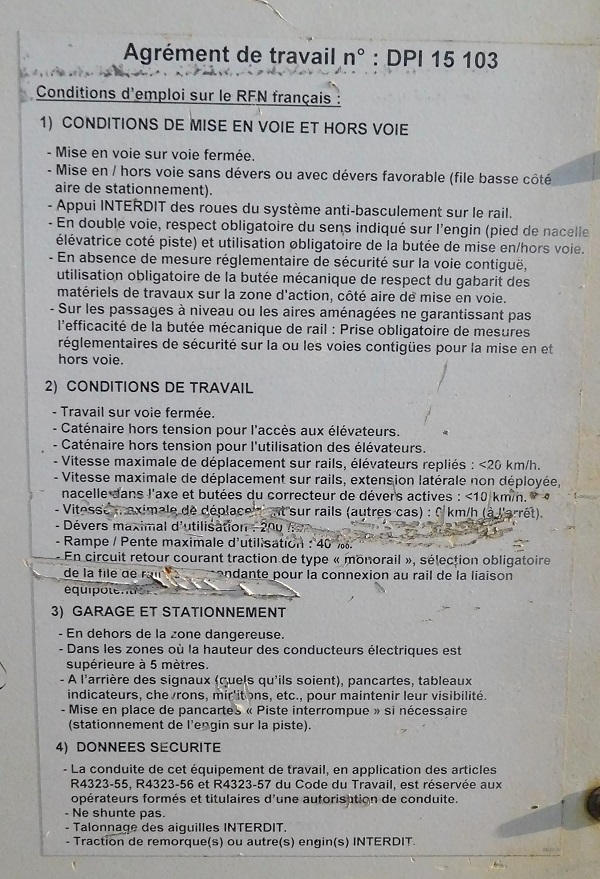 Agrément de travail n° : DPI 15 103
Conditions d'emploi sur le RFN français :
1) CONDITIONS DE MISE EN VOIE ET HORS VOIE
- Mise en voie sur voie fermée.
- Mise en / hors voie sans dévers ou avec dévers favorable (file basse côté
aire de stationnement).
- Appui INTERDIT des roues du système anti-basculement sur le rail.
- En double voie, respect obligatoire du sens indiqué sur l'engin (pied de nacelle
élévatrice coté piste) et utilisation obligatoire de la butée de mise en/hors voie.
- En absence de mesure réglementaire de sécurité sur la voie contiguë,
utilisation obligatoire de la butée mécanique de respect du gabarit des
matériels de travaux sur la zone d'action, côté aire de mise en voie.
- Sur les passages à niveau ou les aires aménagées ne garantissant pas
l'efficacité de la butée mécanique de rail : Prise obligatoire de mesures
réglementaires de sécurité sur la ou les voies contigües pour la mise en et
hors voie.
2) CONDITIONS DE TRAVAIL
- Travail sur voie fermée.
- Caténaire hors tension pour l'accès aux élévateurs.
- Caténaire hors tension pour l'utilisation des élévateurs.
- Vitesse maximale de déplacement sur rails, élévateurs repliés : <20 km/h.
- Vitesse maximale de déplacement sur rails, extension latérale non déployée,
nacelle dans l'axe et butées du correcteur de dévers actives : <10 km/h.
- Vitesse maximale de déplacement sur rails (autres cas) : 0 km/h (à l'arrêt).
- Dévers maximal d'utilisation : 200
- Rampe / Pente maximale d'utilisation : 40 ‰.
- En circuit retour courant traction de type « monorail », sélection obligatoire
de la file de pour la connexion au rail de la liaison
3) GARAGE ET STATIONNEMENT
- En dehors de la zone dangereuse.
- Dans les zones où la hauteur des conducteurs électriques est
supérieure à 5 mètres.
- A l'arrière des signaux (quels qu'ils soient), pancartes, tableaux
indicateurs, chevrons, mirlitons, etc., pour maintenir leur visibilité.
- Mise en place de pancartes « Piste interrompue » si nécessaire
(stationnement de l'engin sur la piste).
4) DONNEES SECURITE
- La conduite de cet équipement de travail, en application des articles
R4323-55, R4323-56 et R4323-57 du Code du Travail, est réservée aux
opérateurs formés et titulaires d'une autorisation de conduite.
- Ne shunte pas.
- Talonnage des aiguilles INTERDIT.
- Traction de remorque(s) ou autre(s) engin(s) INTERDIT.